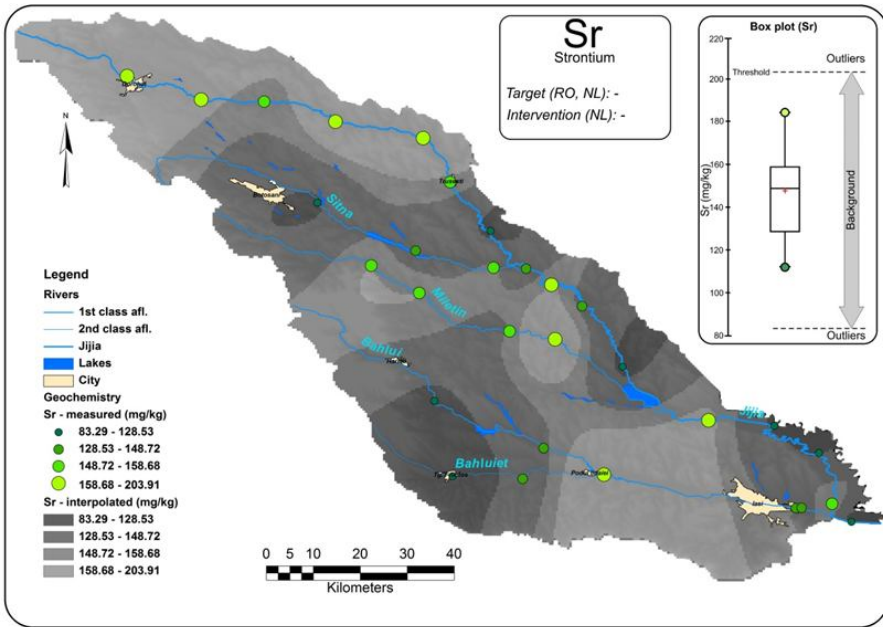 Sr
Strontium
Target (RO, NL): -
Intervention (NL): -
Box plot (Sr)
220
200
180
160
140
120
100
80
Sr (mg/kg)
Threshold
Outliers
Background
Outliers
N
Botosani
Sitna
Miletin
Bahlui
Bahluiet
Jijia
Iasi
Legend
Rivers
1st class afl.
2nd class afl.
Jijia
Lakes
City
Geochemistry
Sr - measured (mg/kg)
83.29 - 128.53
128.53 - 148.72
148.72 - 158.68
158.68 - 203.91
Sr - interpolated (mg/kg)
83.29 - 128.53
128.53 - 148.72
148.72 - 158.68
158.68 - 203.91
0 5 10 20 30 40
Kilometers